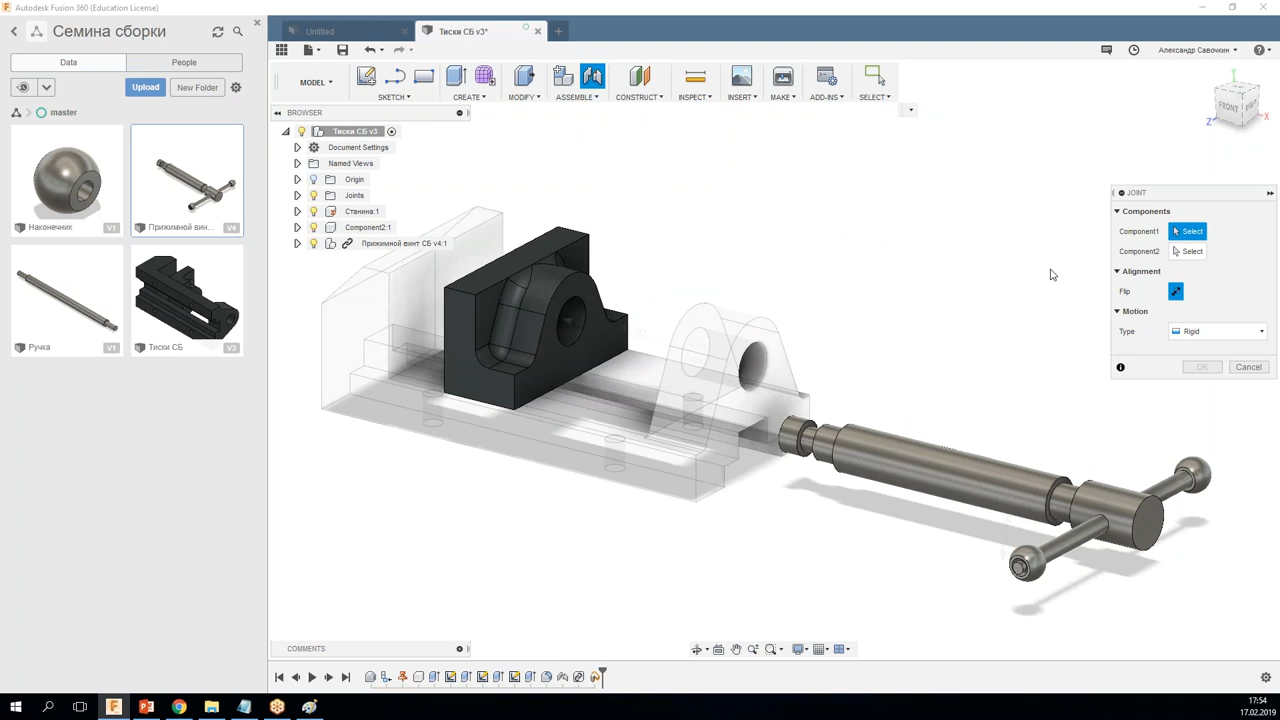 Autodesk Fusion 360 (Education License)
Семина сборки
Data
People
Upload
New Folder
master
Наконечник
V1
Прижимной вин...
V4
Ручка
V1
Тиски СБ
V3
Untitled
Тиски СБ v3*
Александр Савочкин
MODEL
SKETCH
CREATE
MODIFY
ASSEMBLE
CONSTRUCT
INSPECT
INSERT
MAKE
ADD-INS
SELECT
BROWSER
Тиски СБ v3
Document Settings
Named Views
Origin
Joints
Станина:1
Component2:1
Прижимной винт СБ v4:1
FRONT
Z
Y
X
JOINT
Components
Component1
Select
Component2
Select
Alignment
Flip
Motion
Type
Rigid
OK
Cancel
COMMENTS
17:54
17.02.2019